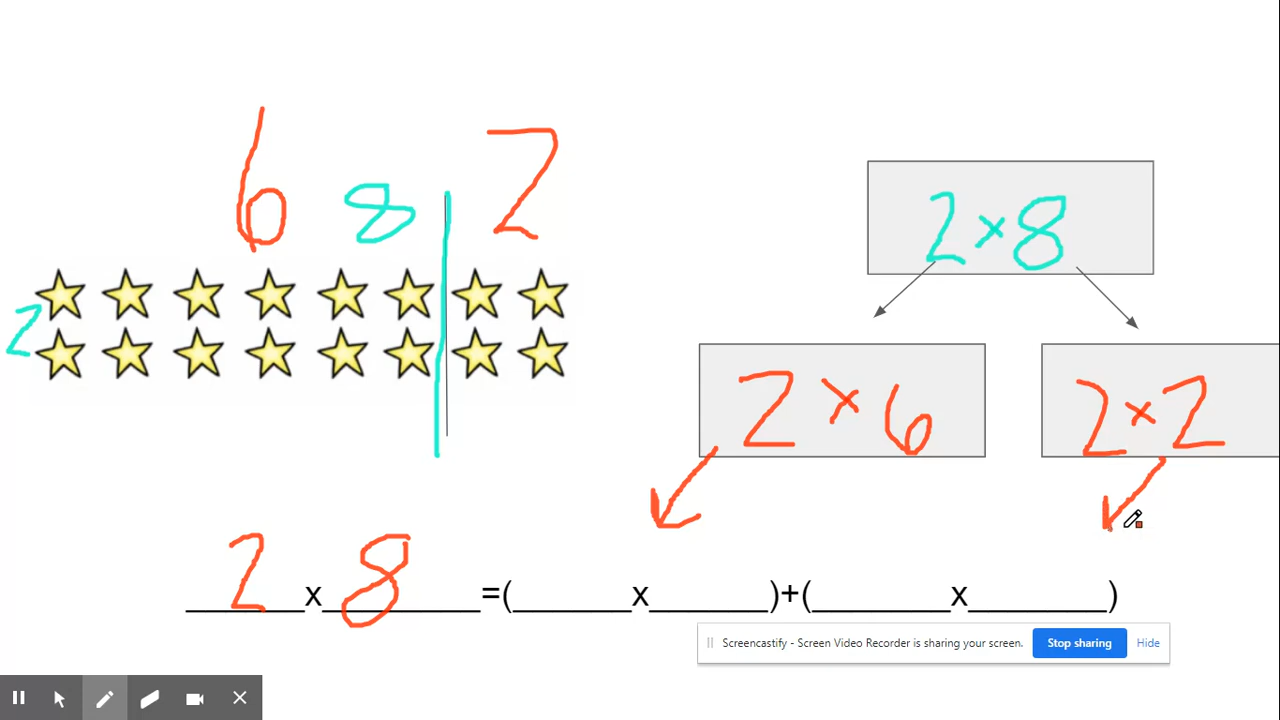 6 8 2
2
2×8
2×6
2×2
2 x 8 =( x )+( x )
Screencastify - Screen Video Recorder is sharing your screen. Stop sharing Hide